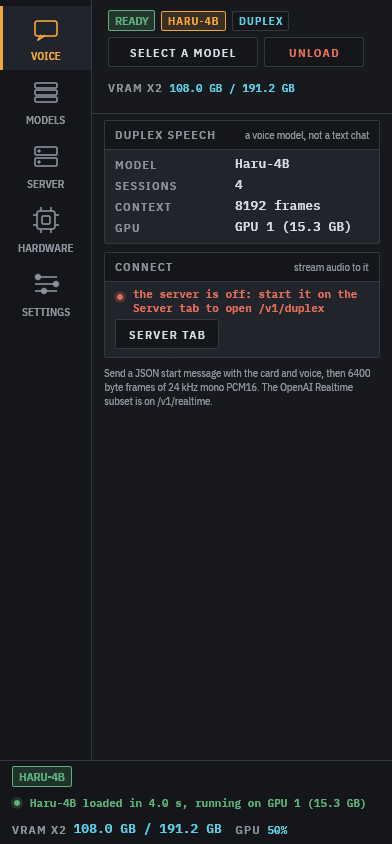 READY HARU-4B DUPLEX
VOICE
SELECT A MODEL UNLOAD
VRAM X2 108.0 GB / 191.2 GB
MODELS
SERVER
HARDWARE
SETTINGS
DUPLEX SPEECH a voice model, not a text chat
MODEL Haru-4B
SESSIONS 4
CONTEXT 8192 frames
GPU GPU 1 (15.3 GB)
CONNECT stream audio to it
the server is off: start it on the
Server tab to open /v1/duplex
SERVER TAB
Send a JSON start message with the card and voice, then 6400
byte frames of 24 kHz mono PCM16. The OpenAI Realtime
subset is on /v1/realtime.
HARU-4B
Haru-4B loaded in 4.0 s, running on GPU 1 (15.3 GB)
VRAM X2 108.0 GB / 191.2 GB GPU 50%